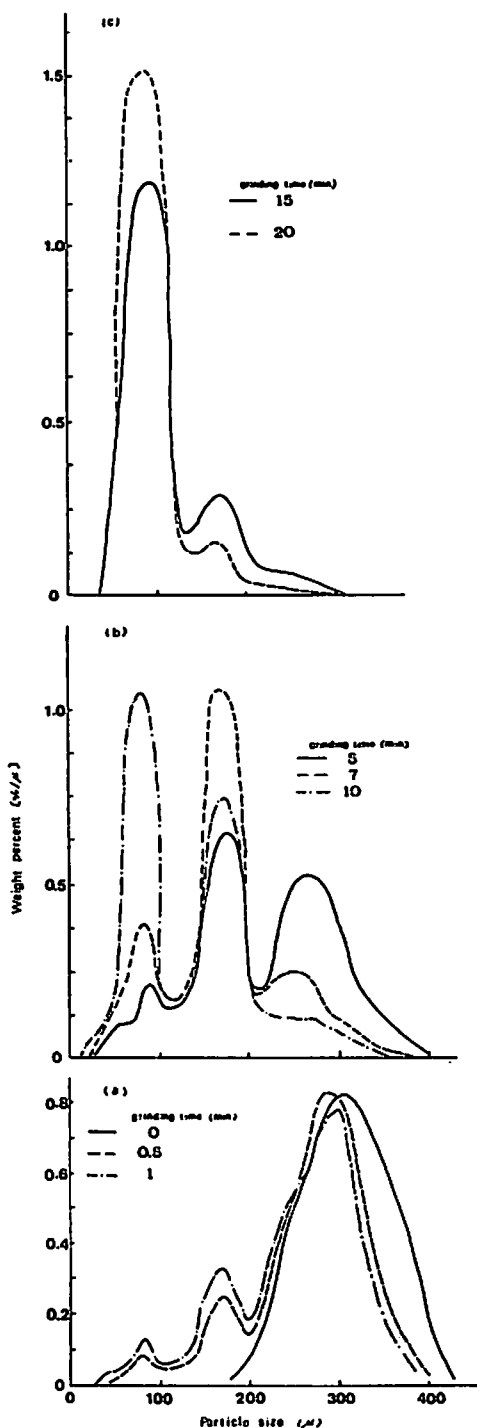 (c)
1.5
grinding time (min)
15
20
1.0
0.5
0
(b)
1.0
grinding time (min)
5
7
10
Weight percent (%/μ)
0.5
0
(a)
0.8
grinding time (min)
0
0.5
1
0.6
0.4
0.2
0
0 100 200 300 400
Particle size (μ)